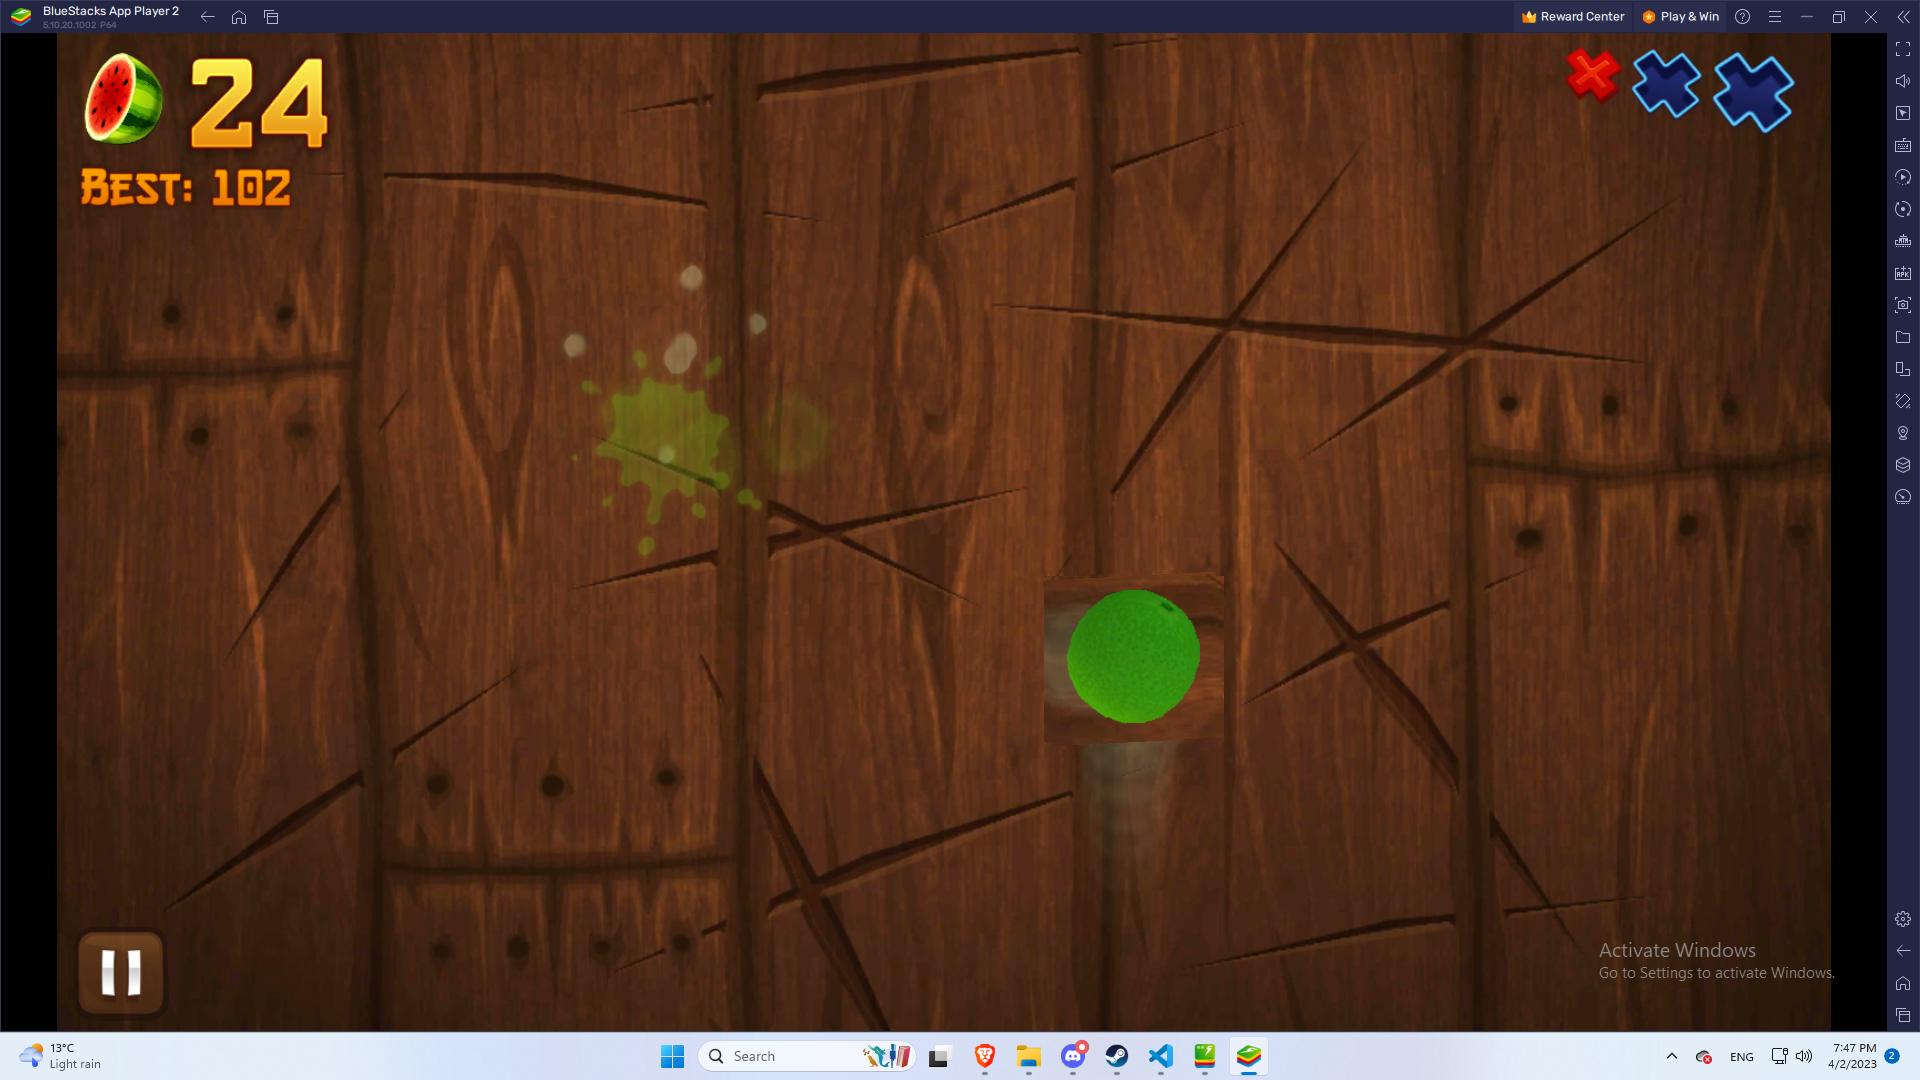 BlueStacks App Player 2
5.10.20.1002 P64
Reward Center
Play & Win
24
BEST: 102
Activate Windows
Go to Settings to activate Windows.
13°C
Light rain
Search
ENG
7:47 PM
4/2/2023
2